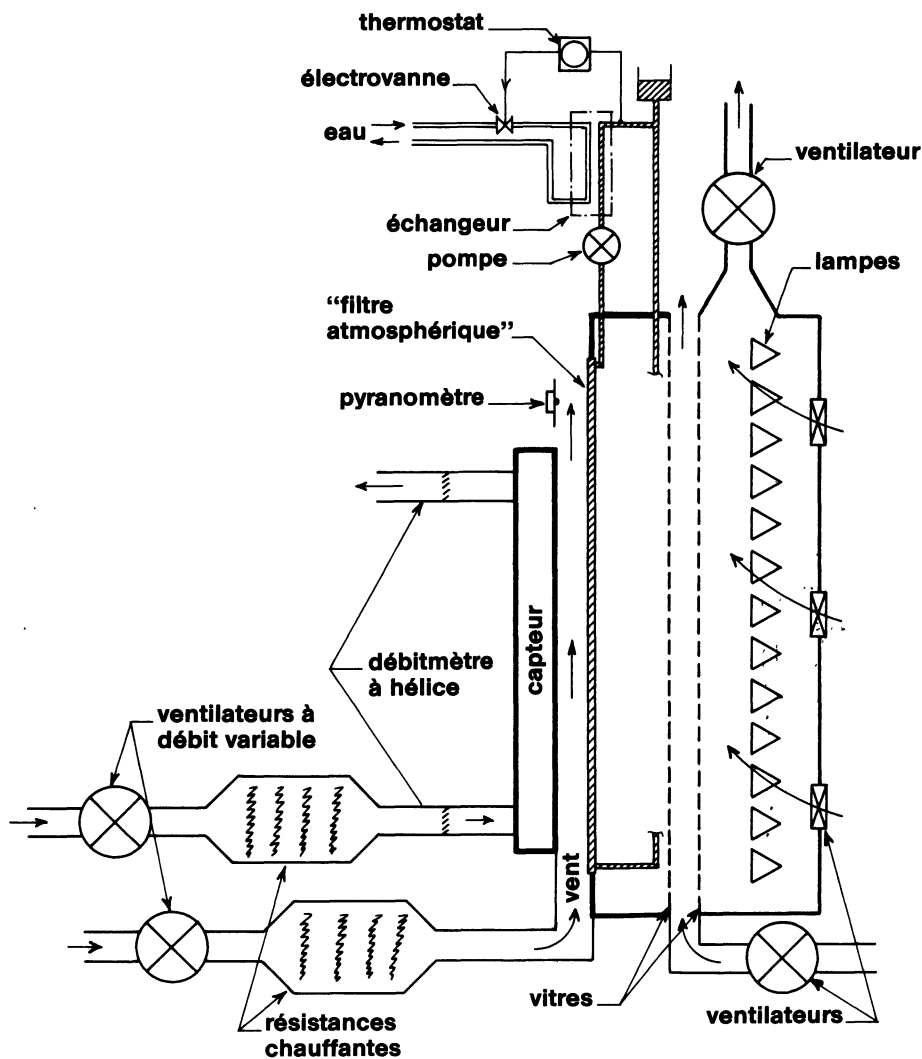 thermostat
électrovanne
eau
ventilateur
échangeur
pompe
lampes
“filtre
atmosphérique”
pyranomètre
capteur
débitmètre
à hélice
ventilateurs à
débit variable
vent
vitres
ventilateurs
résistances
chauffantes